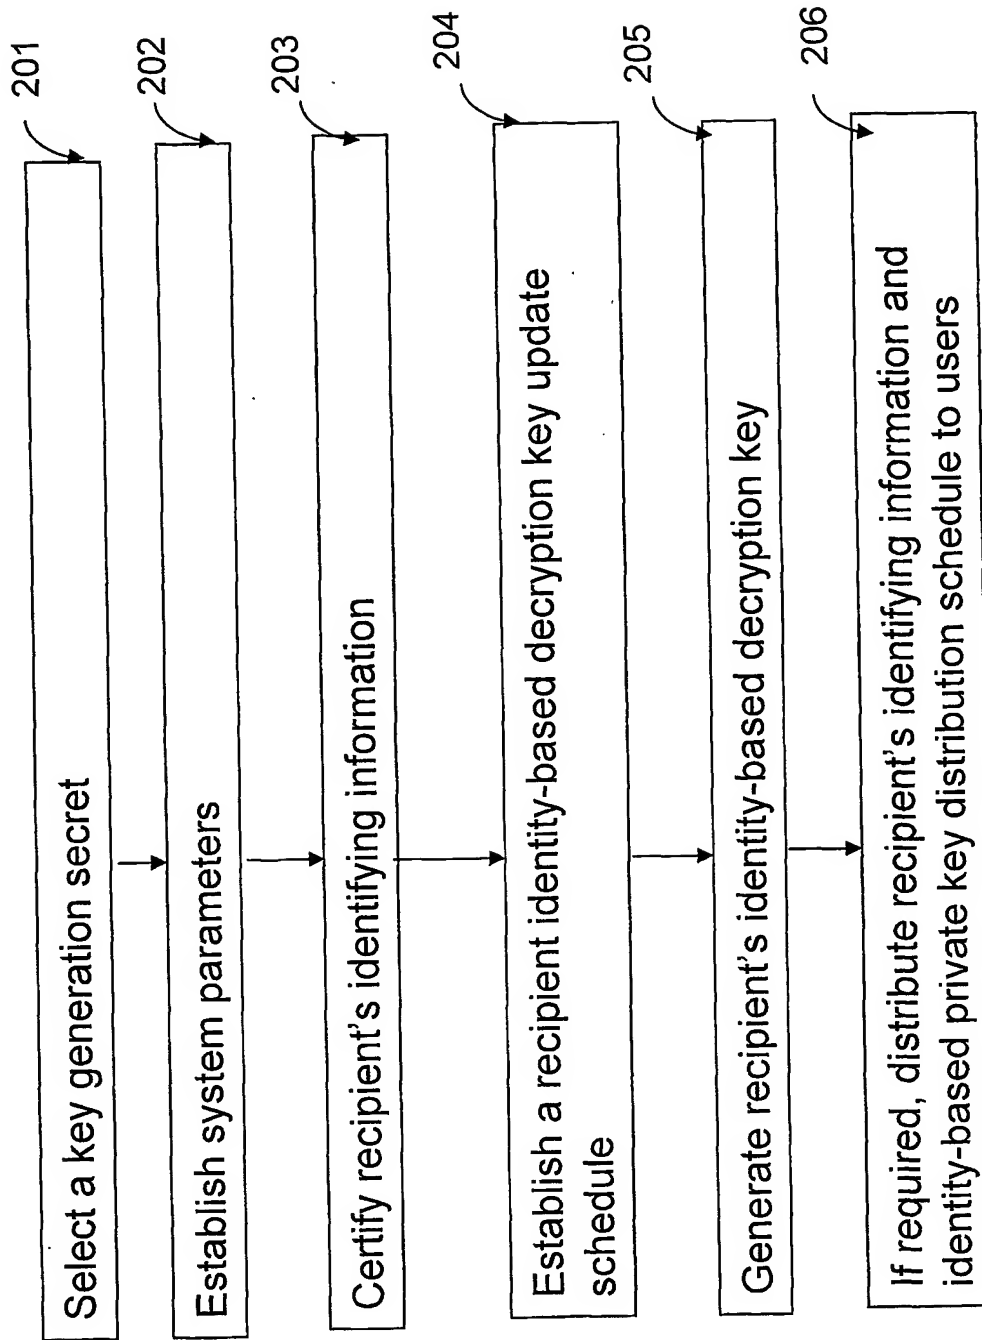 201
Select a key generation secret
202
Establish system parameters
203
Certify recipient's identifying information
204
Establish a recipient identity-based decryption key update
schedule
205
Generate recipient's identity-based decryption key
206
If required, distribute recipient's identifying information and
identity-based private key distribution schedule to users